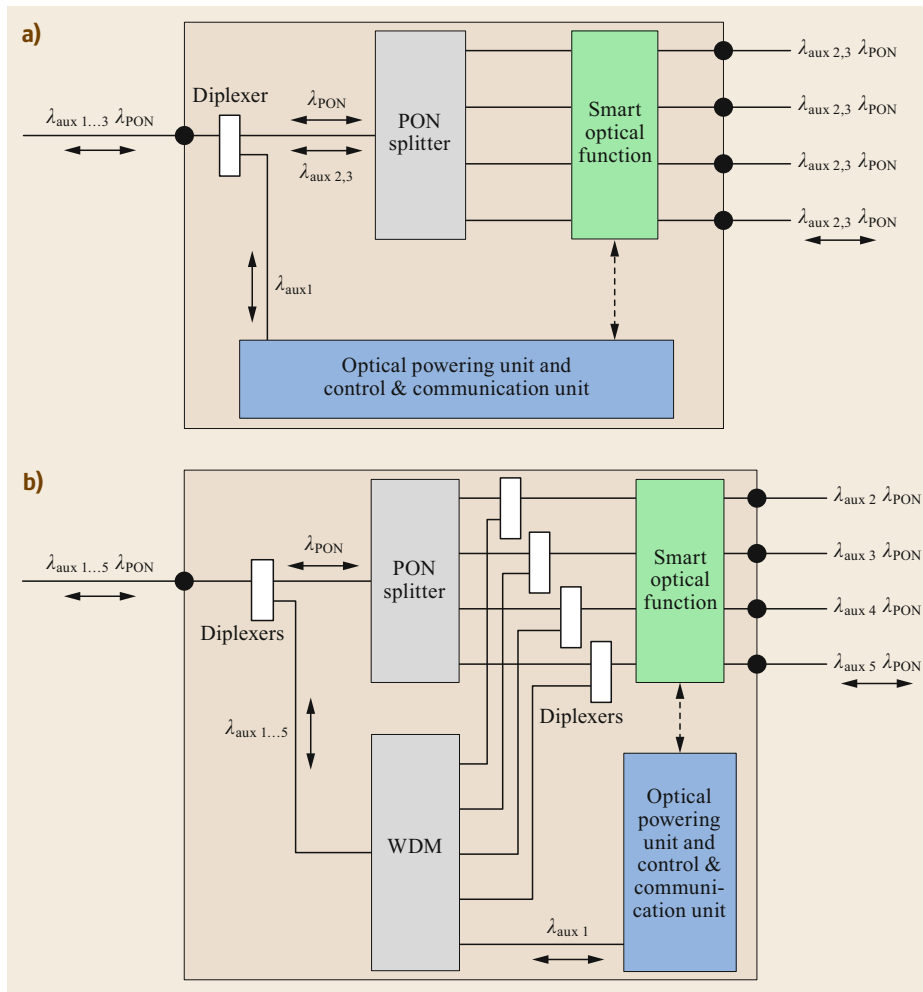 a)
Diplexer
λaux 1…3 λPON
λPON
λaux 2,3
PON
splitter
Smart
optical
function
λaux 2,3 λPON
λaux 2,3 λPON
λaux 2,3 λPON
λaux 2,3 λPON
λaux1
Optical powering unit and
control & communication unit
b)
λaux 1…5 λPON
λPON
Diplexers
PON
splitter
Smart
optical
function
λaux 2 λPON
λaux 3 λPON
λaux 4 λPON
λaux 5 λPON
Diplexers
λaux 1…5
WDM
Optical
powering
unit and
control &
communi-
cation unit
λaux 1